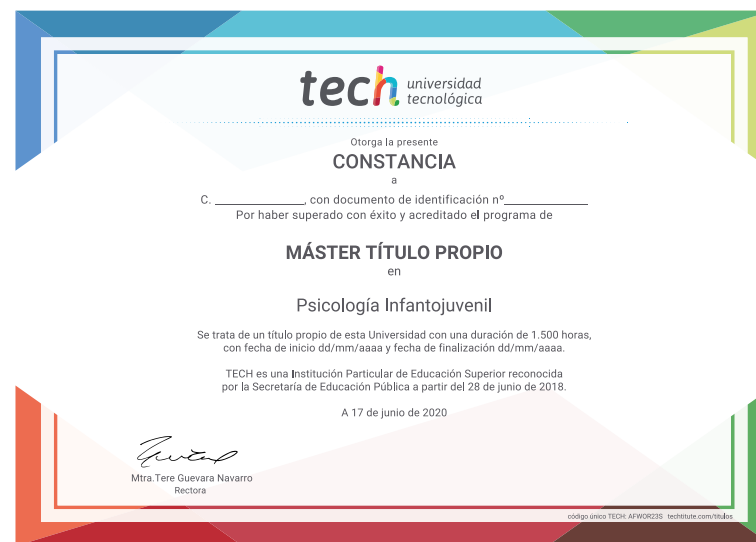 tech universidad
tecnológica
Otorga la presente
CONSTANCIA
a
C. ______________, con documento de identificación nº______________
Por haber superado con éxito y acreditado el programa de
MÁSTER TÍTULO PROPIO
en
Psicología Infantojuvenil
Se trata de un título propio de esta Universidad con una duración de 1.500 horas,
con fecha de inicio dd/mm/aaaa y fecha de finalización dd/mm/aaaa.
TECH es una Institución Particular de Educación Superior reconocida
por la Secretaría de Educación Pública a partir del 28 de junio de 2018.
A 17 de junio de 2020
Mtra.Tere Guevara Navarro
Rectora
código único TECH: AFWOR23S techtitute.com/titulos